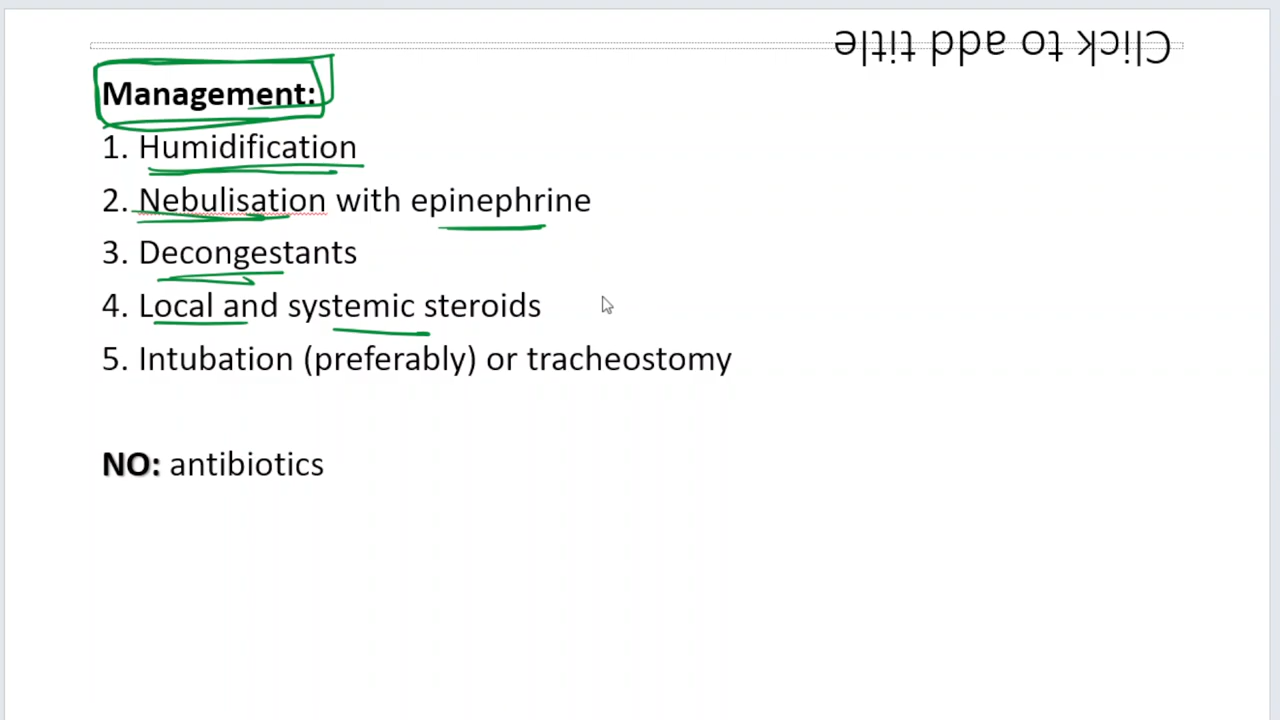 Click to add title
Management:
1. Humidification
2. Nebulisation with epinephrine
3. Decongestants
4. Local and systemic steroids
5. Intubation (preferably) or tracheostomy
NO: antibiotics